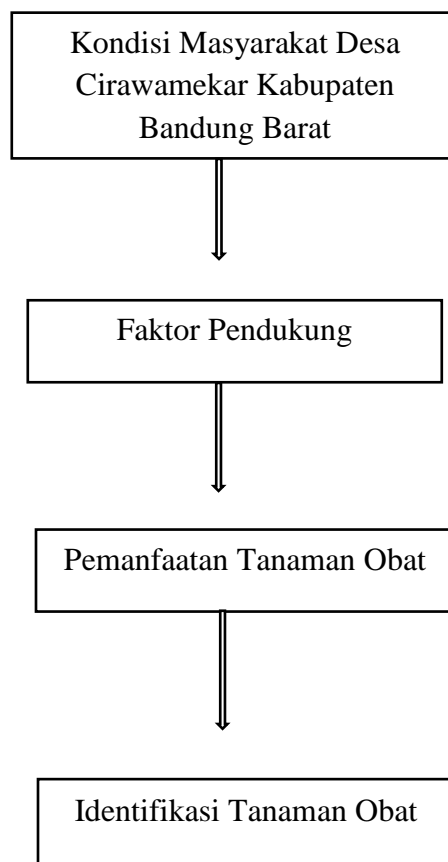 Kondisi Masyarakat Desa
Cirawamekar Kabupaten
Bandung Barat
Faktor Pendukung
Pemanfaatan Tanaman Obat
Identifikasi Tanaman Obat